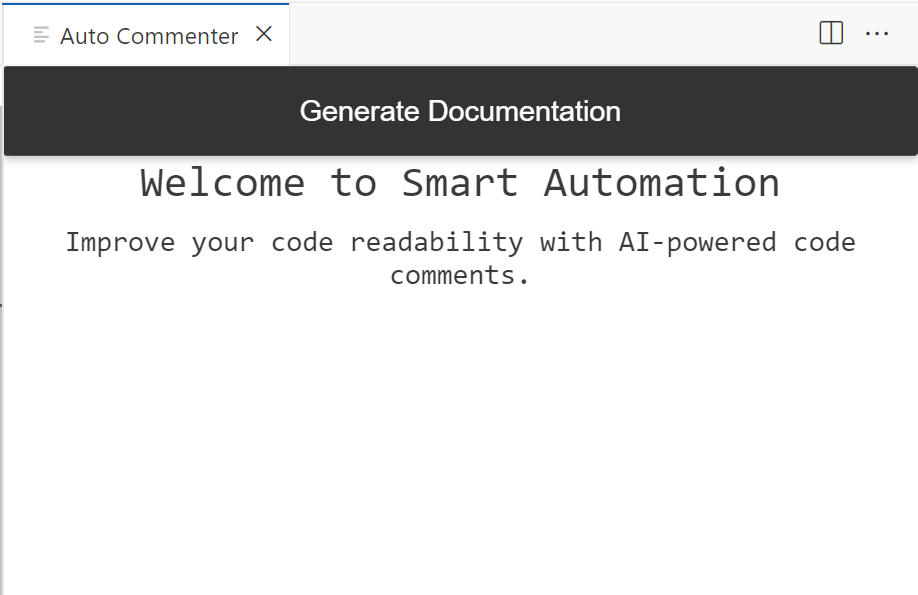 Auto Commenter
Generate Documentation
Welcome to Smart Automation
Improve your code readability with AI-powered code
comments.